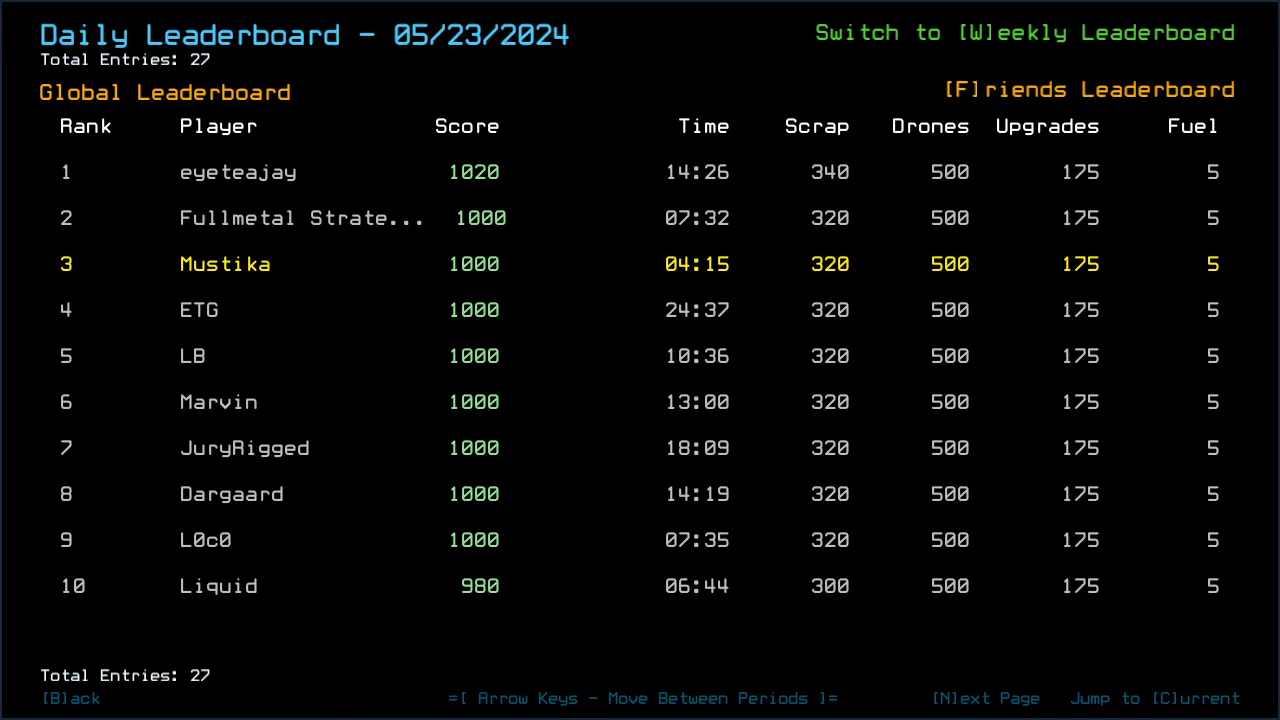 Daily Leaderboard - 05/23/2024 Switch to [W]eekly Leaderboard
Total Entries: 27
Global Leaderboard [F]riends Leaderboard
Rank Player Score Time Scrap Drones Upgrades Fuel
1 eyeteajay 1020 14:26 340 500 175 5
2 Fullmetal Strate... 1000 07:32 320 500 175 5
3 Mustika 1000 04:15 320 500 175 5
4 ETG 1000 24:37 320 500 175 5
5 LB 1000 10:36 320 500 175 5
6 Marvin 1000 13:00 320 500 175 5
7 JuryRigged 1000 18:09 320 500 175 5
8 Dargaard 1000 14:19 320 500 175 5
9 L0c0 1000 07:35 320 500 175 5
10 Liquid 980 06:44 300 500 175 5
Total Entries: 27
[B]ack =[ Arrow Keys - Move Between Periods ]= [N]ext Page Jump to [C]urrent